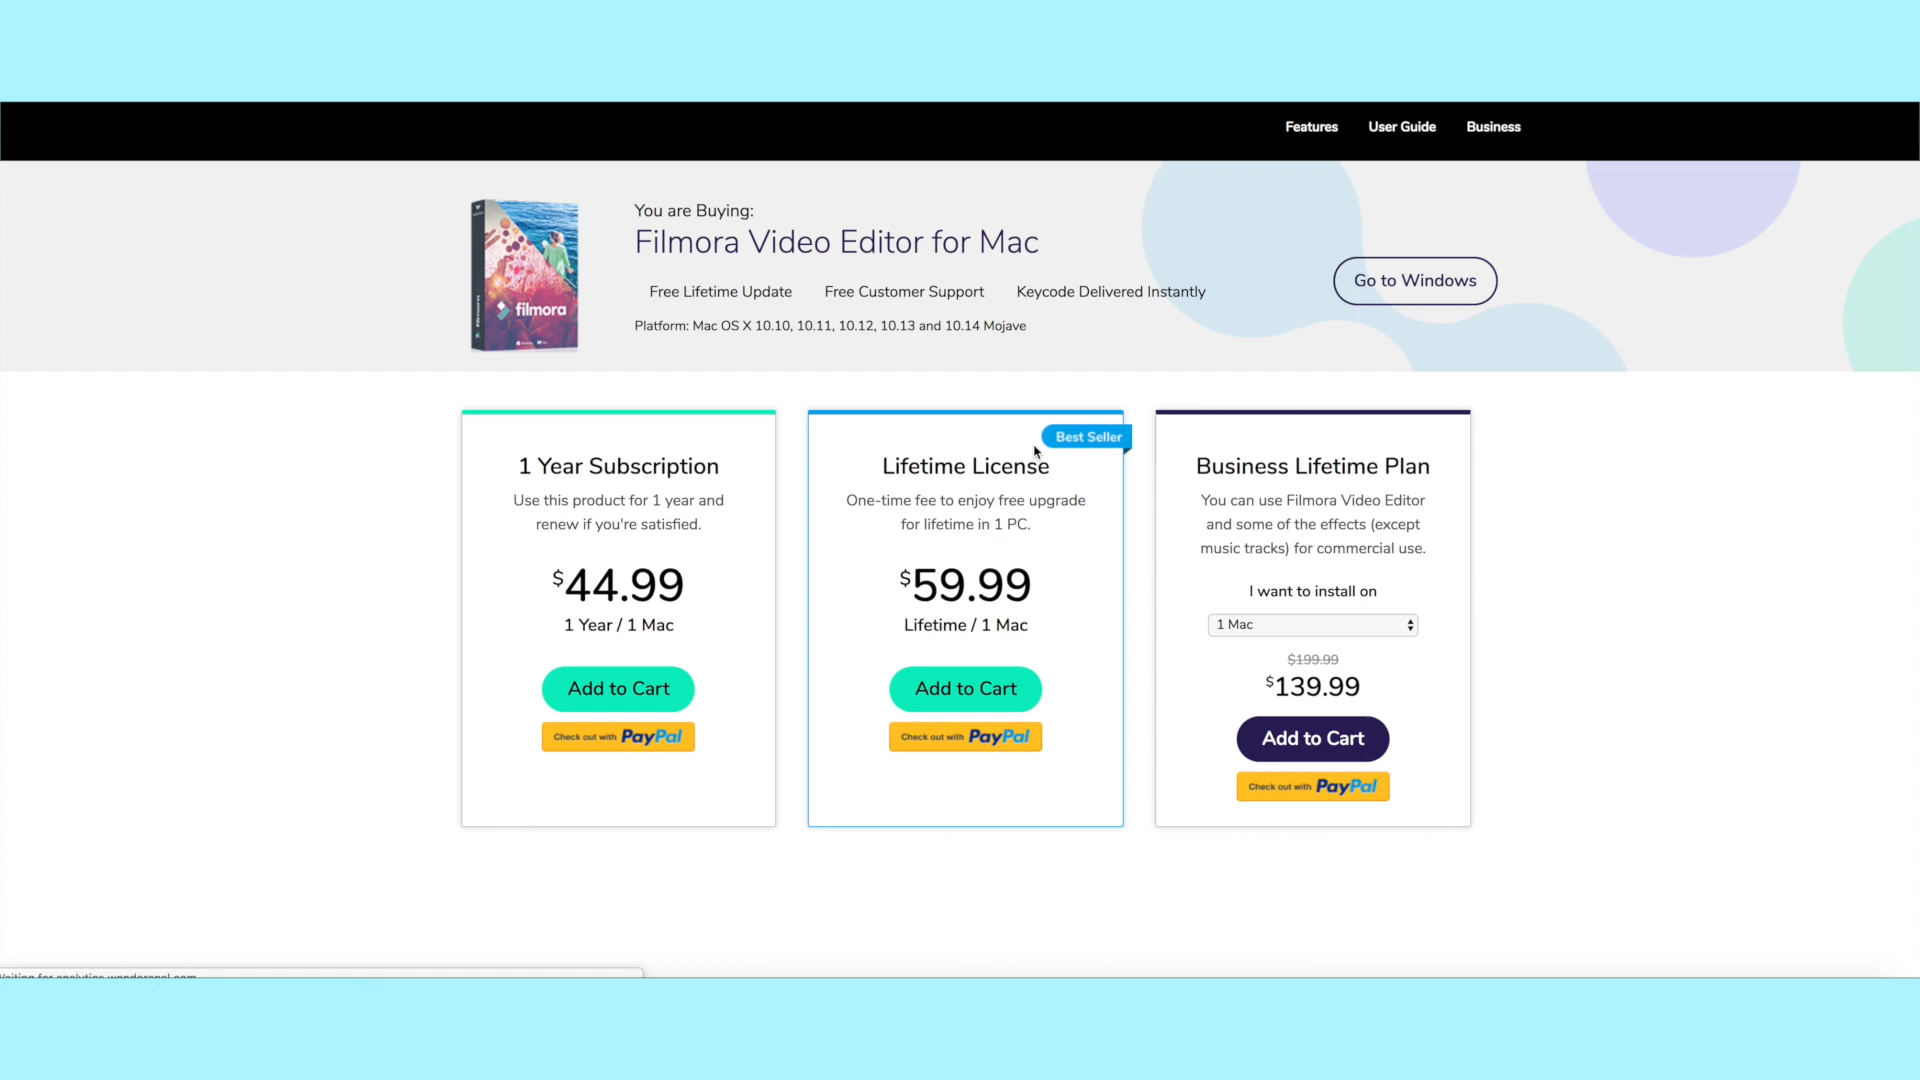 Features User Guide Business
You are Buying:
Filmora Video Editor for Mac
Free Lifetime Update Free Customer Support Keycode Delivered Instantly
Platform: Mac OS X 10.10, 10.11, 10.12, 10.13 and 10.14 Mojave
Go to Windows
filmora
1 Year Subscription
Use this product for 1 year and
renew if you're satisfied.
$44.99
1 Year / 1 Mac
Add to Cart
Check out with PayPal
Best Seller
Lifetime License
One-time fee to enjoy free upgrade
for lifetime in 1 PC.
$59.99
Lifetime / 1 Mac
Add to Cart
Check out with PayPal
Business Lifetime Plan
You can use Filmora Video Editor
and some of the effects (except
music tracks) for commercial use.
I want to install on
1 Mac
$199.99
$139.99
Add to Cart
Check out with PayPal